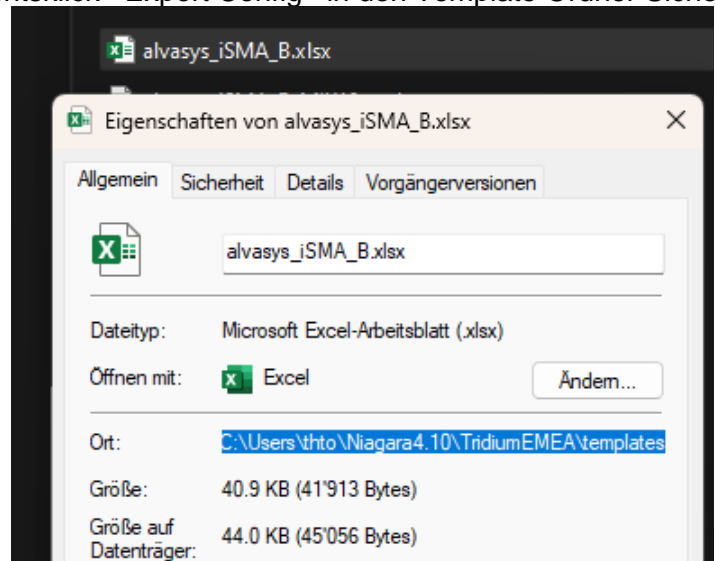 alvasys_iSMA_B.xlsx
Eigenschaften von alvasys_iSMA_B.xlsx
Allgemein Sicherheit Details Vorgängerversionen
alvasys_iSMA_B.xlsx
Dateityp: Microsoft Excel-Arbeitsblatt (.xlsx)
Öffnen mit: Excel Ändern...
Ort: C:\Users\thto\Niagara4.10\TridiumEMEA\templates
Größe: 40.9 KB (41'913 Bytes)
Größe auf
Datenträger: 44.0 KB (45'056 Bytes)